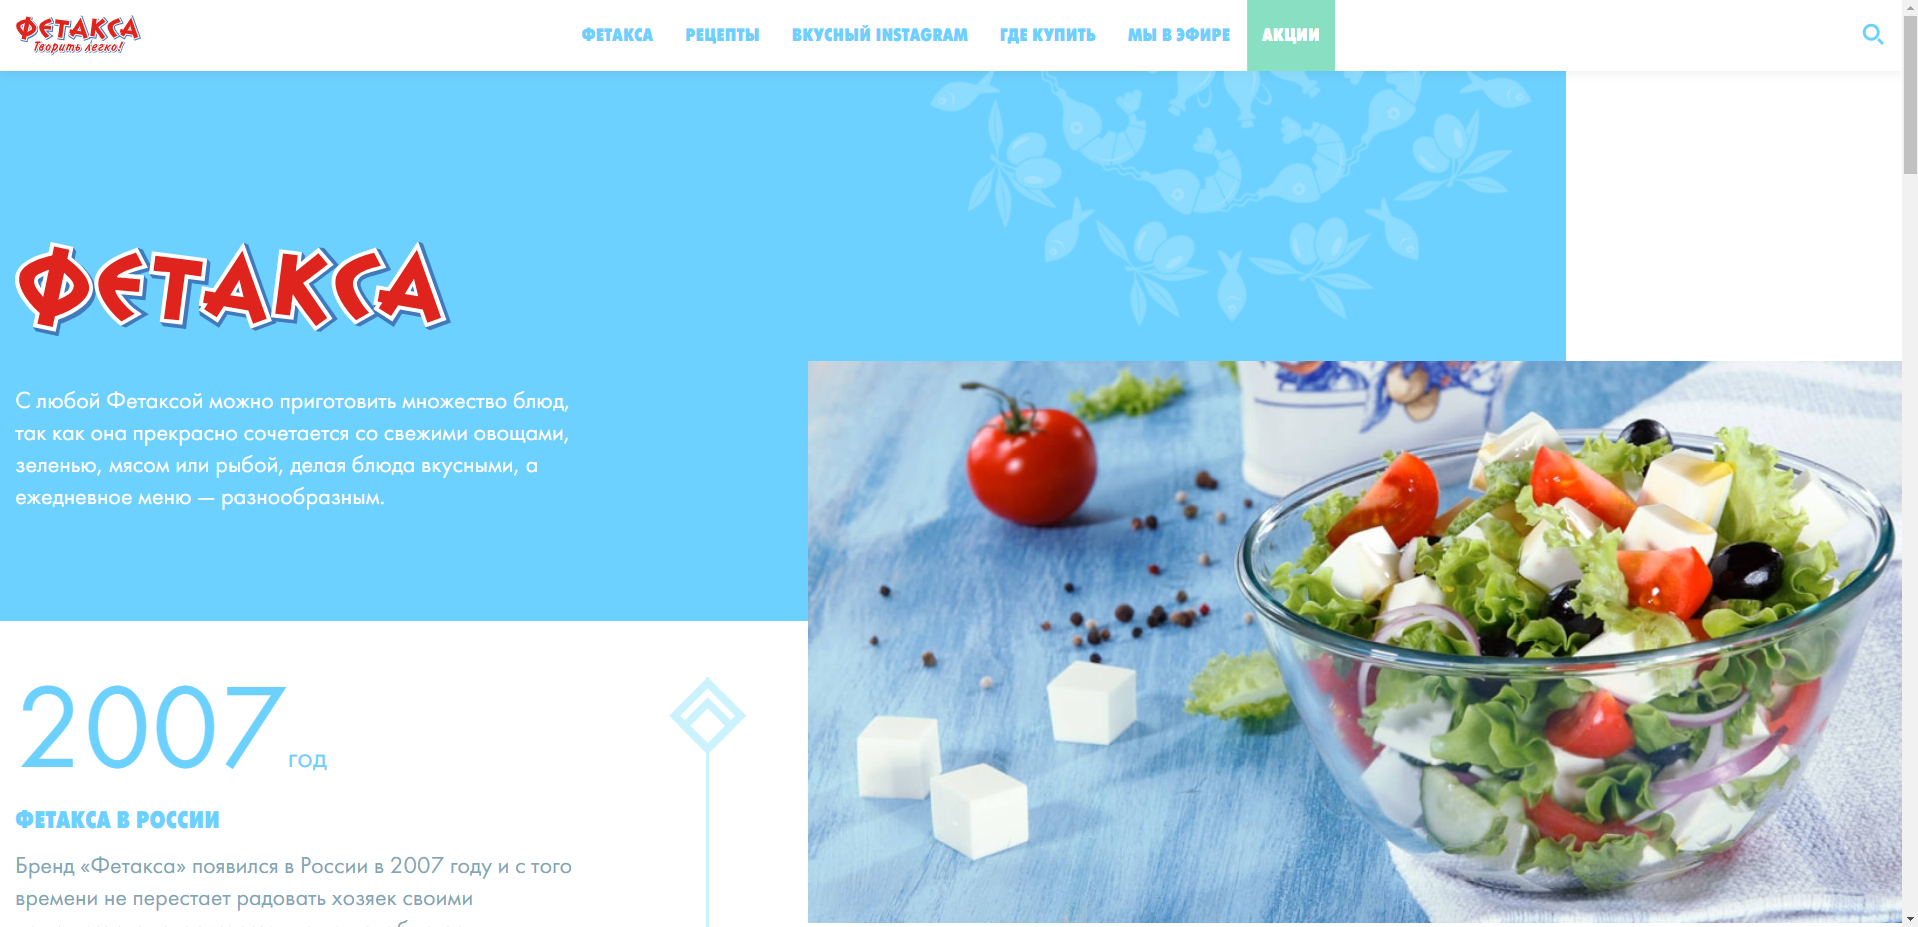 ФЕТАКСА
Творить легко!
ФЕТАКСА РЕЦЕПТЫ ВКУСНЫЙ INSTAGRAM ГДЕ КУПИТЬ МЫ В ЭФИРЕ АКЦИИ
ФЕТАКСА
С любой Фетаксой можно приготовить множество блюд,
так как она прекрасно сочетается со свежими овощами,
зеленью, мясом или рыбой, делая блюда вкусными, а
ежедневное меню — разнообразным.
2007 год
ФЕТАКСА В РОССИИ
Бренд «Фетакса» появился в России в 2007 году и с того
времени не перестает радовать хозяек своими